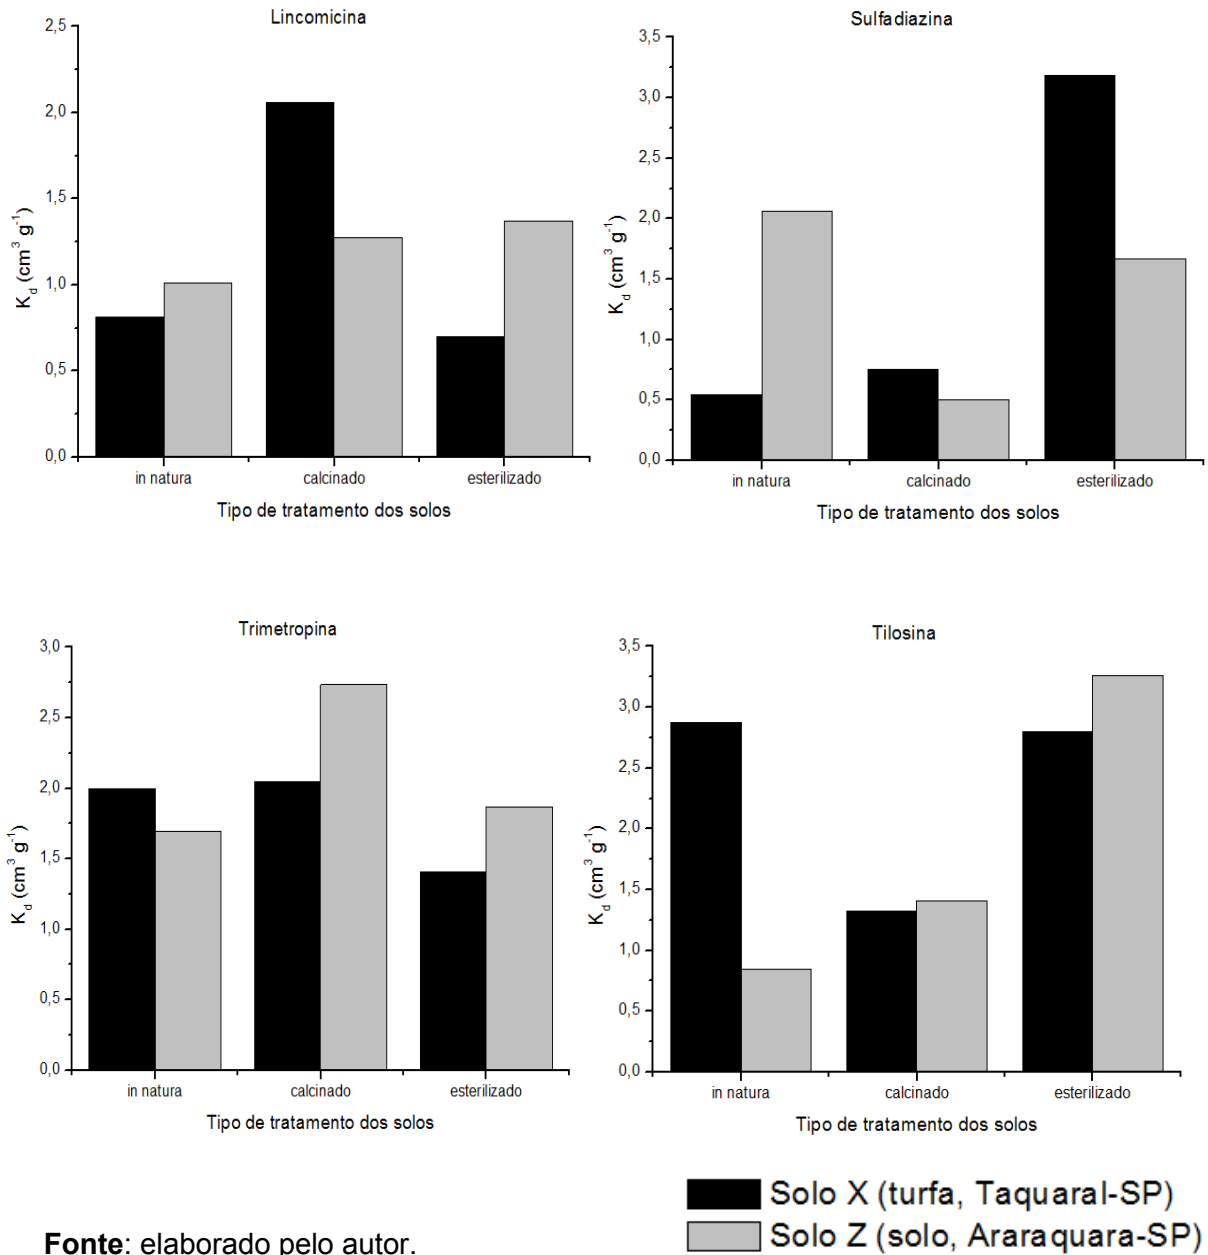 Lincomicina
2,5
2,0
1,5
1,0
0,5
0,0
K_d (cm³ g⁻¹)
in natura calcinado esterilizado
Tipo de tratamento dos solos
Sulfadiazina
3,5
3,0
2,5
2,0
1,5
1,0
0,5
0,0
K_d (cm³ g⁻¹)
in natura calcinado esterilizado
Tipo de tratamento dos solos
Trimetropina
3,0
2,5
2,0
1,5
1,0
0,5
0,0
K_d (cm³ g⁻¹)
in natura calcinado esterilizado
Tipo de tratamento dos solos
Tilosina
3,5
3,0
2,5
2,0
1,5
1,0
0,5
0,0
K_d (cm³ g⁻¹)
in natura calcinado esterilizado
Tipo de tratamento dos solos
Solo X (turfa, Taquaral-SP)
Solo Z (solo, Araraquara-SP)
Fonte: elaborado pelo autor.